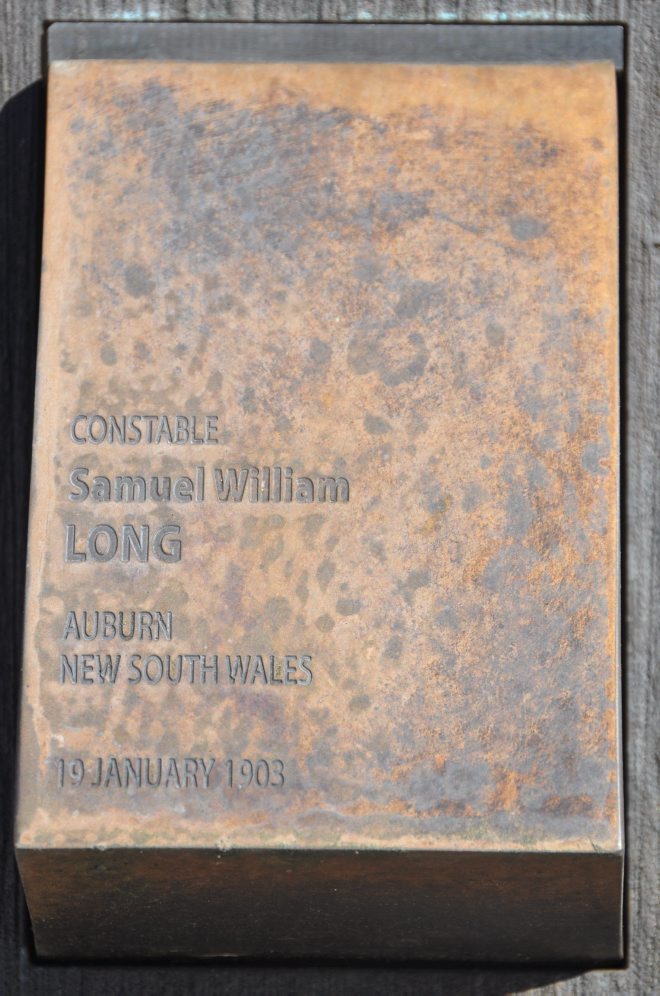 CONSTABLE
Samuel William
LONG
AUBURN
NEW SOUTH WALES
19 JANUARY 1903